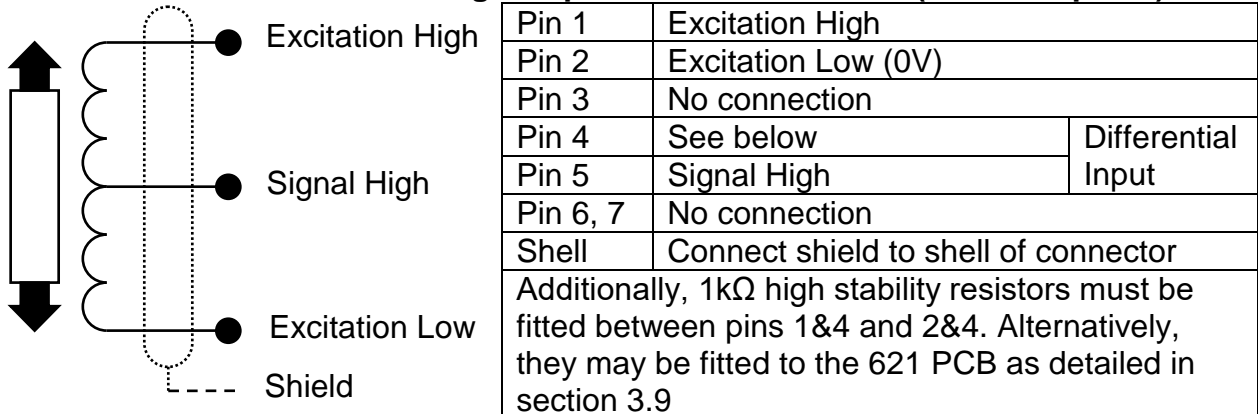 Excitation High
Signal High
Excitation Low
Shield
Pin 1 Excitation High
Pin 2 Excitation Low (0V)
Pin 3 No connection
Pin 4 See below Differential
Pin 5 Signal High Input
Pin 6, 7 No connection
Shell Connect shield to shell of connector
Additionally, 1kΩ high stability resistors must be
fitted between pins 1&4 and 2&4. Alternatively,
they may be fitted to the 621 PCB as detailed in
section 3.9